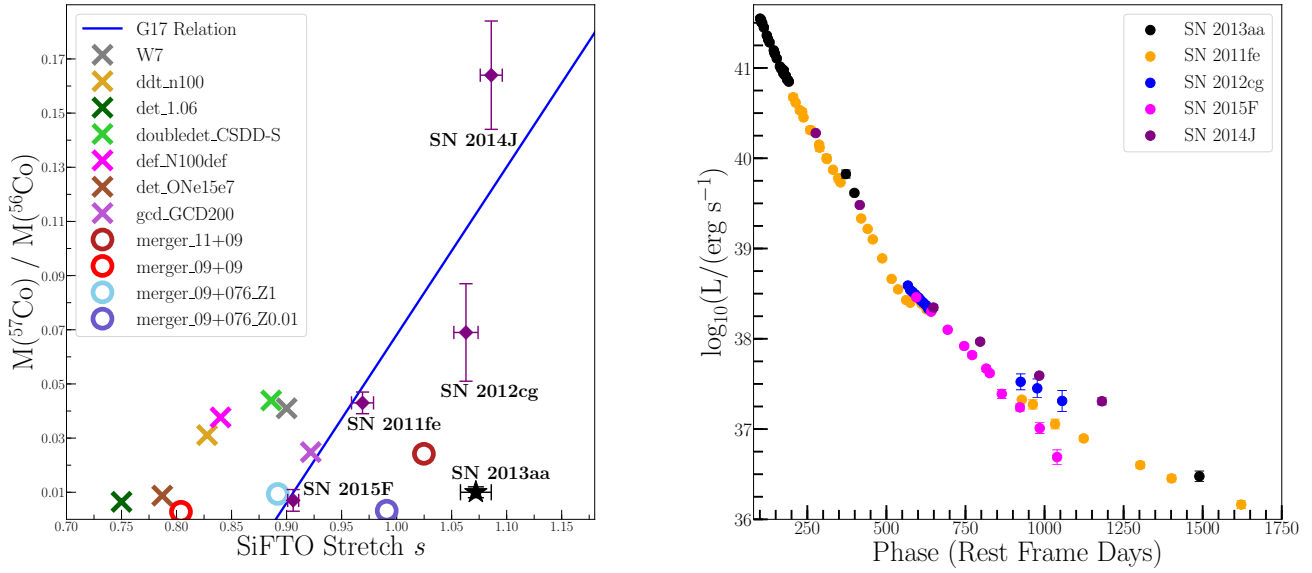 G17 Relation
W7
ddt_n100
det_1.06
doubledet_CSDD-S
def_N100def
det_ONe15e7
gcd_GCD200
merger_11+09
merger_09+09
merger_09+076_Z1
merger_09+076_Z0.01
SN 2014J
SN 2012cg
SN 2011fe
SN 2013aa
SN 2015F
M(⁵⁷Co) / M(⁵⁶Co)
0.17
0.15
0.13
0.11
0.09
0.07
0.05
0.03
0.01
0.70 0.75 0.80 0.85 0.90 0.95 1.00 1.05 1.10 1.15
SiFTO Stretch s
SN 2013aa
SN 2011fe
SN 2012cg
SN 2015F
SN 2014J
log₁₀(L/(erg s⁻¹)
41
40
39
38
37
36
250 500 750 1000 1250 1500 1750
Phase (Rest Frame Days)